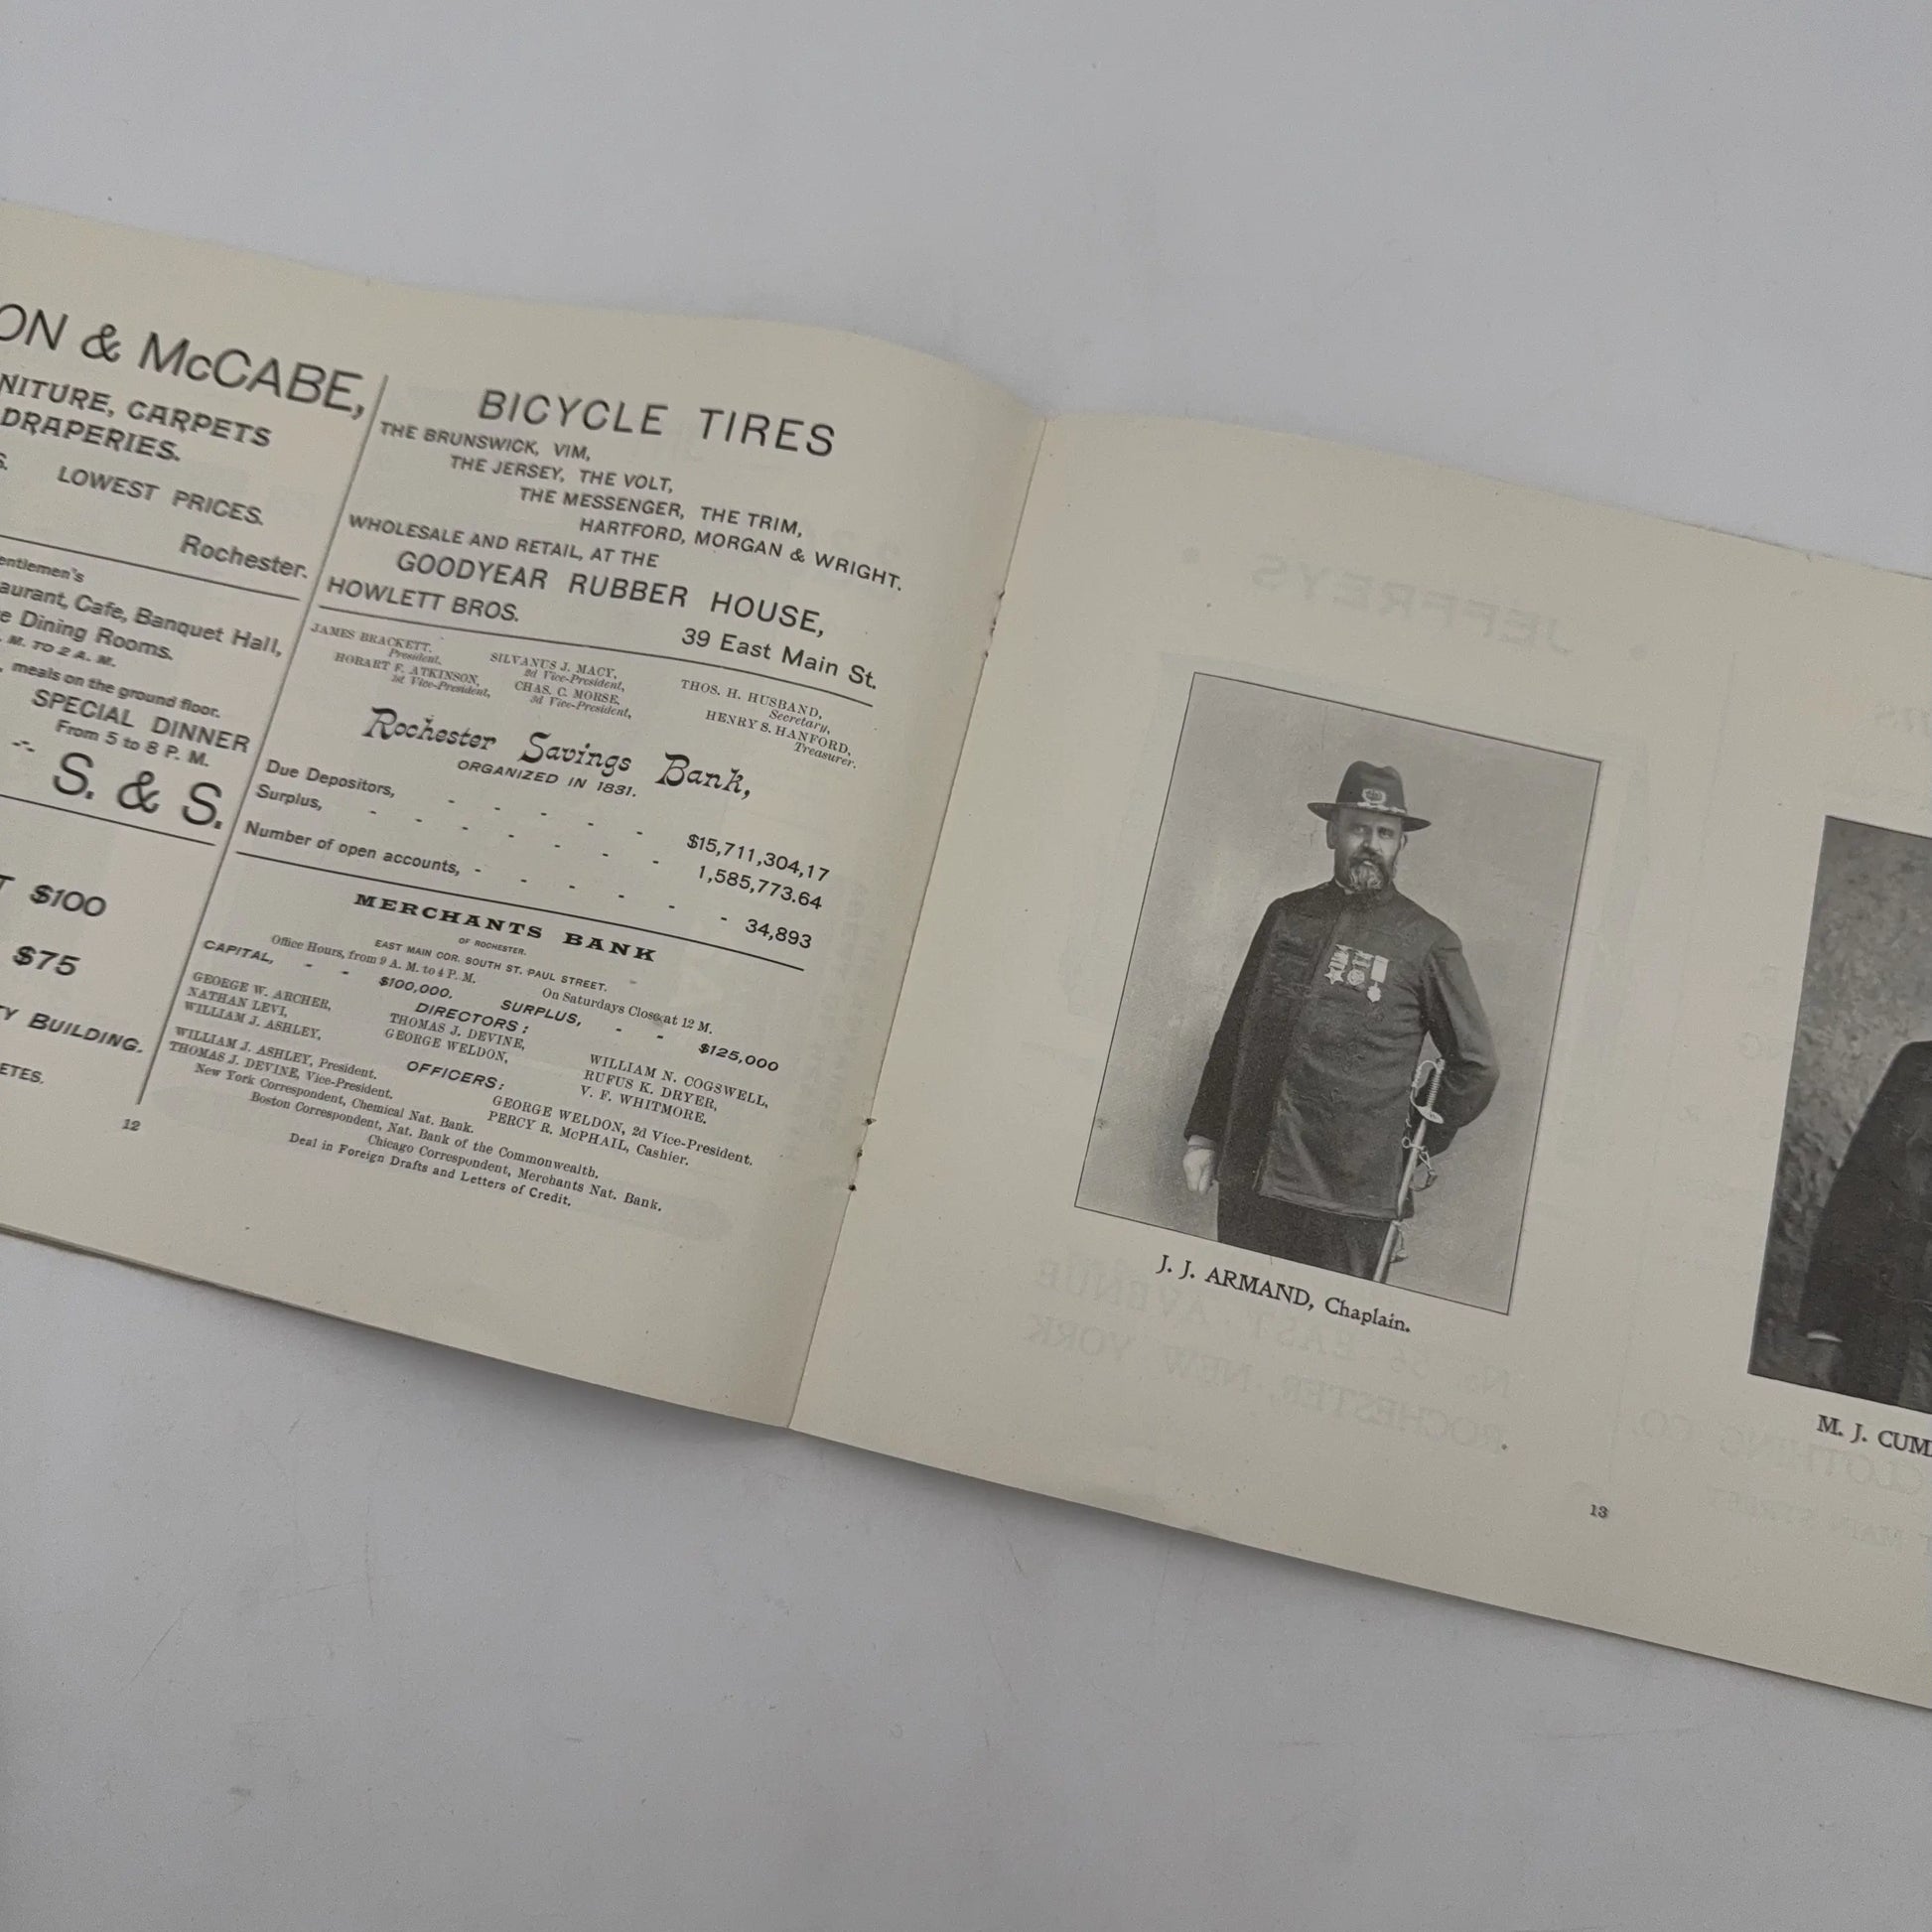 ON & McCABE,
NITURE, CARPETS
DRAPERIES.
LOWEST PRICES.
Rochester.
entlemen's
aurant, Cafe, Banquet Hall,
e Dining Rooms.
. M. TO 2 A. M.
, meals on the ground floor.
SPECIAL DINNER
From 5 to 8 P. M.
S. & S.
T $100
$75
TY BUILDING.
ETES.
12
BICYCLE TIRES
THE BRUNSWICK, VIM,
THE JERSEY, THE VOLT,
THE MESSENGER, THE TRIM,
HARTFORD, MORGAN & WRIGHT.
WHOLESALE AND RETAIL, AT THE
GOODYEAR RUBBER HOUSE,
HOWLETT BROS.
39 East Main St.
JAMES BRACKETT.
President.
HOBART F. ATKINSON,
1st Vice-President,
SILVANUS J. MACY,
2d Vice-President,
CHAS. C. MORSE,
3d Vice-President,
THOS. H. HUSBAND,
Secretary,
HENRY S. HANFORD,
Treasurer.
Rochester Savings Bank,
ORGANIZED IN 1831.
Due Depositors, - - - - - $15,711,304,17
Surplus, - - - - - - - 1,585,773.64
Number of open accounts, - - - - - - 34,893
MERCHANTS BANK
OF ROCHESTER.
EAST MAIN COR. SOUTH ST. PAUL STREET.
Office Hours, from 9 A. M. to 4 P. M. On Saturdays Close at 12 M.
CAPITAL, - - $100,000. SURPLUS, - - $125,000
DIRECTORS:
GEORGE W. ARCHER,
NATHAN LEVI,
WILLIAM J. ASHLEY,
THOMAS J. DEVINE,
GEORGE WELDON,
WILLIAM N. COGSWELL,
RUFUS K. DRYER,
V. F. WHITMORE.
OFFICERS:
WILLIAM J. ASHLEY, President.
THOMAS J. DEVINE, Vice-President.
GEORGE WELDON, 2d Vice-President.
PERCY R. McPHAIL, Cashier.
New York Correspondent, Chemical Nat. Bank.
Boston Correspondent, Nat. Bank of the Commonwealth.
Chicago Correspondent, Merchants Nat. Bank.
Deal in Foreign Drafts and Letters of Credit.
J. J. ARMAND, Chaplain.
M. J. CUM
13